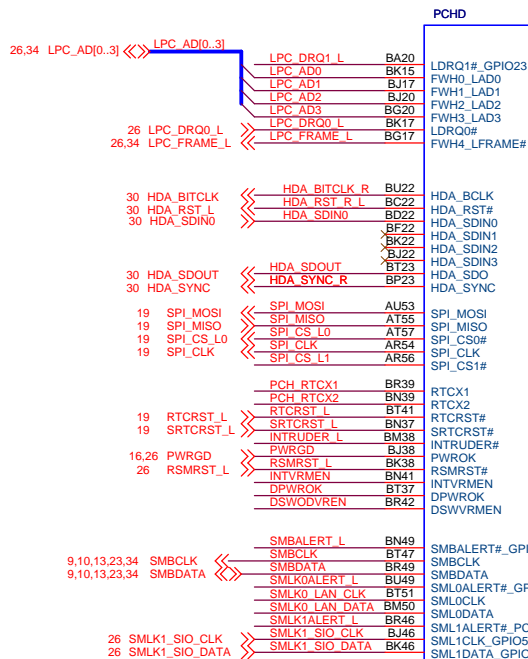 PCHD
26,34 LPC_AD[0..3] LPC_AD[0..3]
LPC_DRQ1_L BA20 LDRQ1#_GPIO23
LPC_AD0 BK15 FWH0_LAD0
LPC_AD1 BJ17 FWH1_LAD1
LPC_AD2 BJ20 FWH2_LAD2
LPC_AD3 BG20 FWH3_LAD3
26 LPC_DRQ0_L LPC_DRQ0_L BK17 LDRQ0#
26,34 LPC_FRAME_L LPC_FRAME_L BG17 FWH4_LFRAME#
30 HDA_BITCLK HDA_BITCLK_R BU22 HDA_BCLK
30 HDA_RST_L HDA_RST_R_L BC22 HDA_RST#
30 HDA_SDIN0 HDA_SDIN0 BD22 HDA_SDIN0
BF22 HDA_SDIN1
BK22 HDA_SDIN2
BJ22 HDA_SDIN3
30 HDA_SDOUT HDA_SDOUT BT23 HDA_SDO
30 HDA_SYNC HDA_SYNC_R BP23 HDA_SYNC
19 SPI_MOSI SPI_MOSI AU53 SPI_MOSI
19 SPI_MISO SPI_MISO AT55 SPI_MISO
19 SPI_CS_L0 SPI_CS_L0 AT57 SPI_CS0#
19 SPI_CLK SPI_CLK AR54 SPI_CLK
SPI_CS_L1 AR56 SPI_CS1#
PCH_RTCX1 BR39 RTCX1
PCH_RTCX2 BN39 RTCX2
19 RTCRST_L RTCRST_L BT41 RTCRST#
19 SRTCRST_L SRTCRST_L BN37 SRTCRST#
INTRUDER_L BM38 INTRUDER#
16,26 PWRGD PWRGD BJ38 PWROK
26 RSMRST_L RSMRST_L BK38 RSMRST#
INTVRMEN BN41 INTVRMEN
DPWROK BT37 DPWROK
DSWODVREN BR42 DSWVRMEN
SMBALERT_L BN49 SMBALERT#_GPI
9,10,13,23,34 SMBCLK SMBCLK BT47 SMBCLK
9,10,13,23,34 SMBDATA SMBDATA BR49 SMBDATA
SMLK0ALERT_L BU49 SML0ALERT#_GP
SMLK0_LAN_CLK BT51 SML0CLK
SMLK0_LAN_DATA BM50 SML0DATA
SMLK1ALERT_L BR46 SML1ALERT#_PC
26 SMLK1_SIO_CLK SMLK1_SIO_CLK BJ46 SML1CLK_GPIO5
26 SMLK1_SIO_DATA SMLK1_SIO_DATA BK46 SML1DATA_GPIO